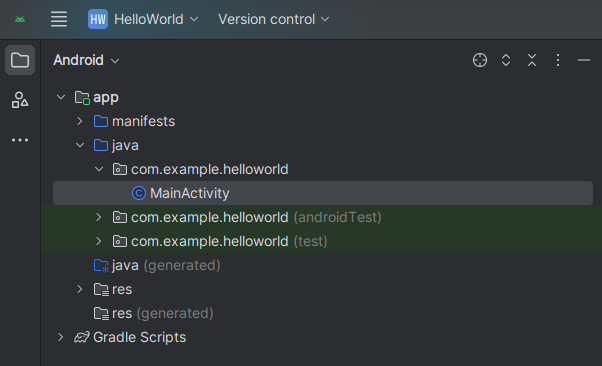 HW HelloWorld Version control
Android
app
manifests
java
com.example.helloworld
C MainActivity
com.example.helloworld (androidTest)
com.example.helloworld (test)
java (generated)
res
res (generated)
Gradle Scripts